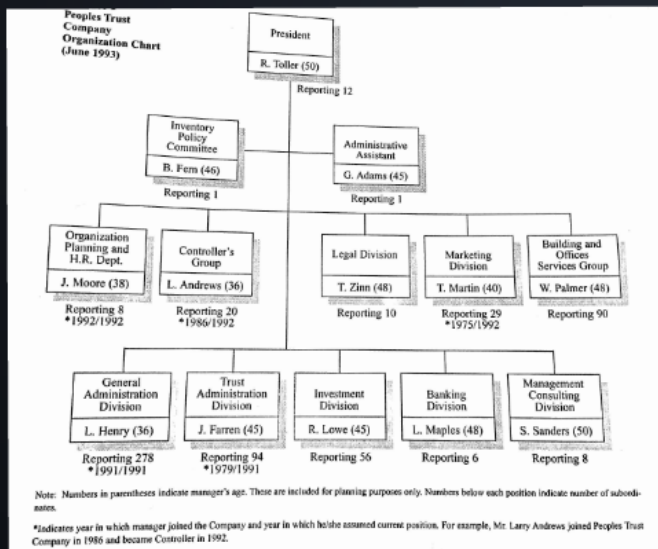 Peoples Trust
Company
Organization Chart
(June 1993)
President
R. Toller (50)
Reporting 12
Inventory
Policy
Committee
B. Fern (46)
Reporting 1
Administrative
Assistant
G. Adams (45)
Reporting 1
Organization
Planning and
H.R. Dept.
J. Moore (38)
Reporting 8
*1992/1992
Controller's
Group
L. Andrews (36)
Reporting 20
*1986/1992
Legal Division
T. Zinn (48)
Reporting 10
Marketing
Division
T. Martin (40)
Reporting 29
*1975/1992
Building and
Offices
Services Group
W. Palmer (48)
Reporting 90
General
Administration
Division
L. Henry (36)
Reporting 278
*1991/1991
Trust
Administration
Division
J. Farren (45)
Reporting 94
*1979/1991
Investment
Division
R. Lowe (45)
Reporting 56
Banking
Division
L. Maples (48)
Reporting 6
Management
Consulting
Division
S. Sanders (50)
Reporting 8
Note: Numbers in parentheses indicate manager's age. These are included for planning purposes only. Numbers below each position indicate number of subordi-
nates.
*Indicates year in which manager joined the Company and year in which he/she assumed current position. For example, Mr. Larry Andrews joined Peoples Trust
Company in 1986 and became Controller in 1992.